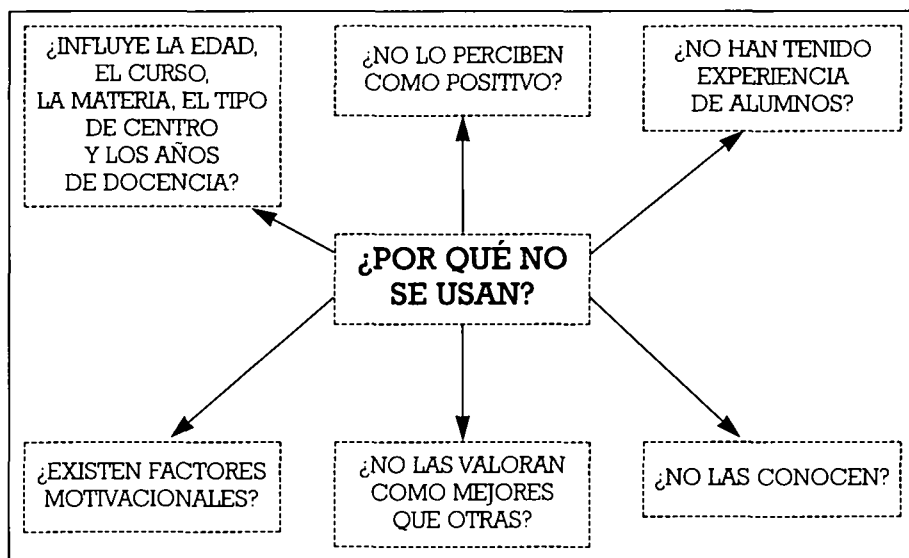 ¿INFLUYE LA EDAD,
EL CURSO,
LA MATERIA, EL TIPO
DE CENTRO
Y LOS AÑOS
DE DOCENCIA?
¿NO LO PERCIBEN
COMO POSITIVO?
¿NO HAN TENIDO
EXPERIENCIA
DE ALUMNOS?
¿POR QUÉ NO
SE USAN?
¿EXISTEN FACTORES
MOTIVACIONALES?
¿NO LAS VALORAN
COMO MEJORES
QUE OTRAS?
¿NO LAS CONOCEN?